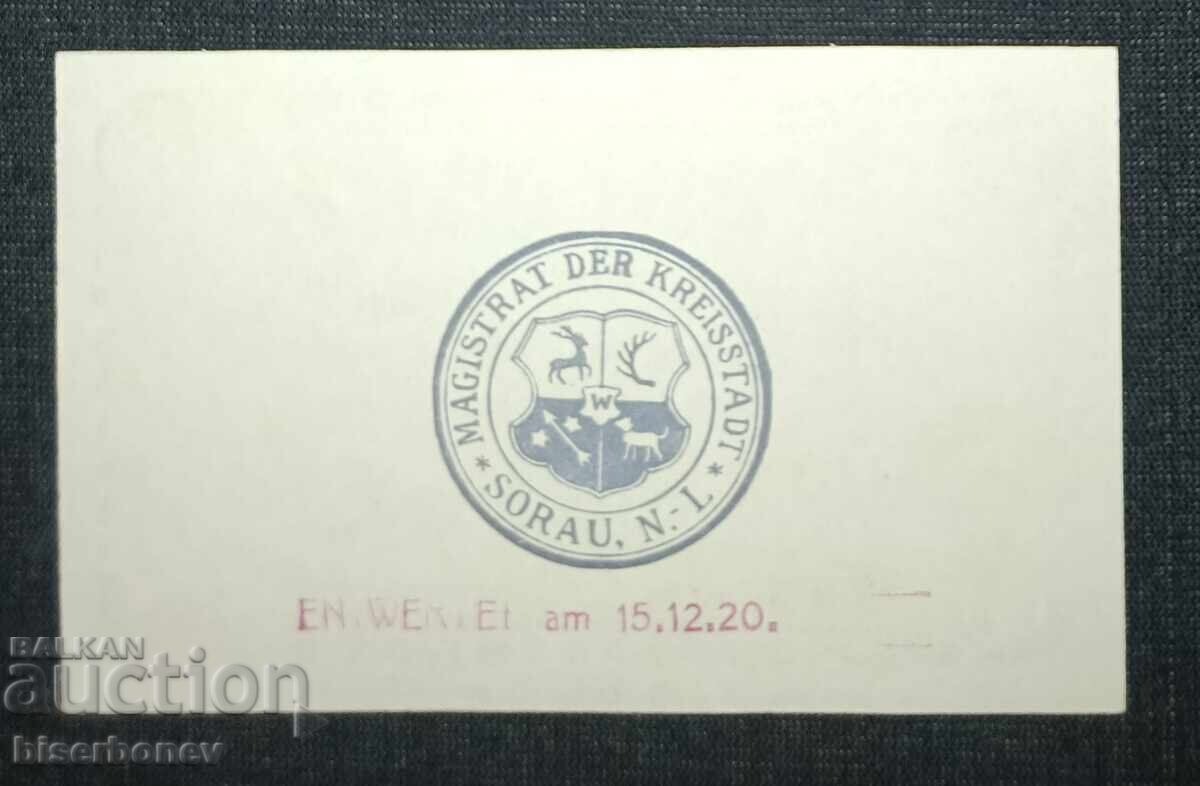 MAGISTRAT DER KREISSTADT
* SORAU, N.-L. *
W
ENTWERTET am 15.12.20.
BALKAN
auction
biserbonev